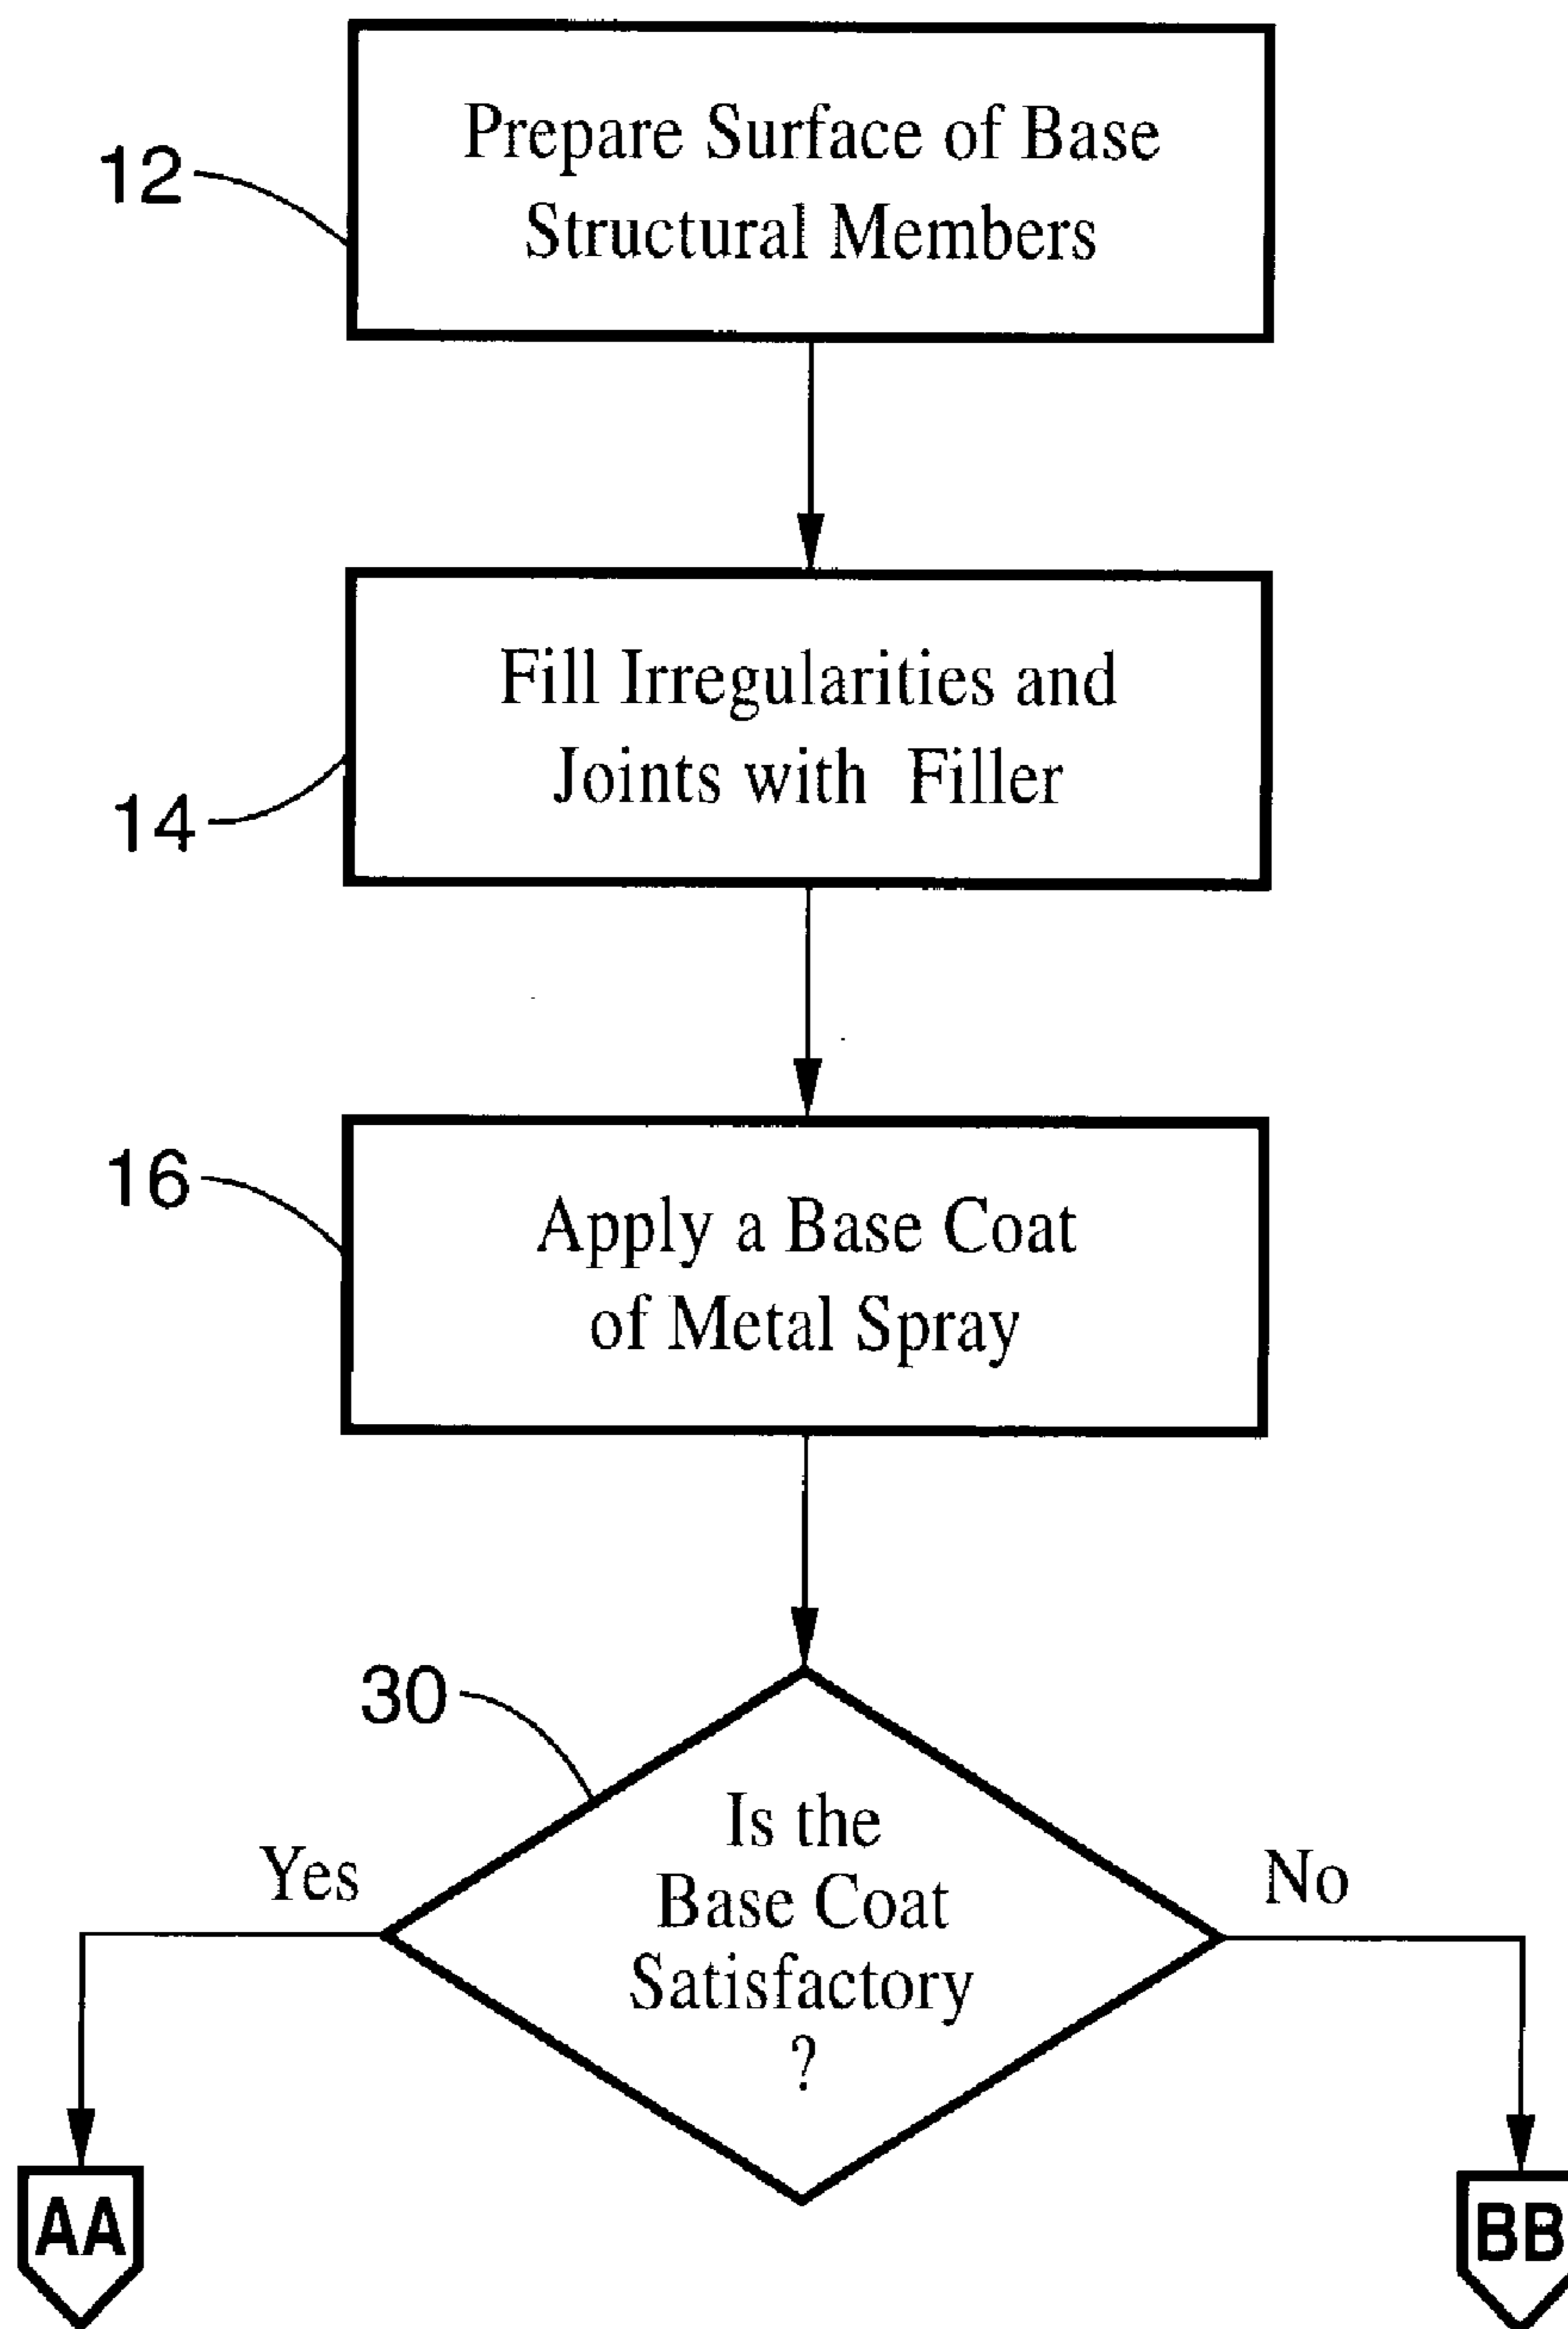 12
Prepare Surface of Base
Structural Members
14
Fill Irregularities and
Joints with Filler
16
Apply a Base Coat
of Metal Spray
30
Is the
Base Coat
Satisfactory
?
Yes
No
AA
BB